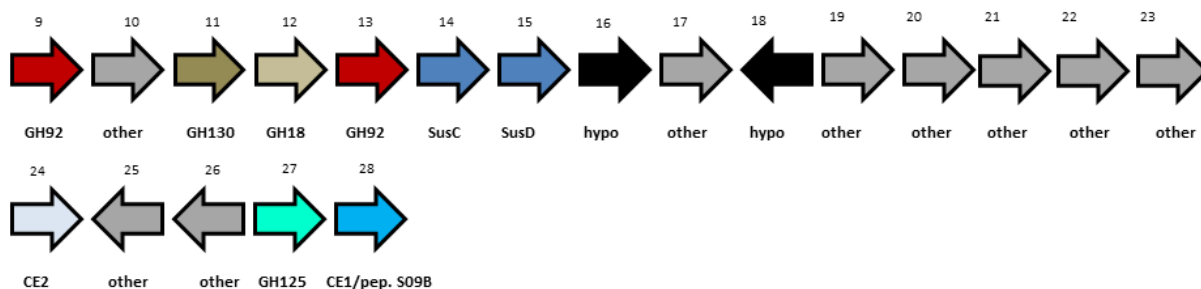 9 10 11 12 13 14 15 16 17 18 19 20 21 22 23
GH92 other GH130 GH18 GH92 SusC SusD hypo other hypo other other other other other
24 25 26 27 28
CE2 other other GH125 CE1/pep. S09B